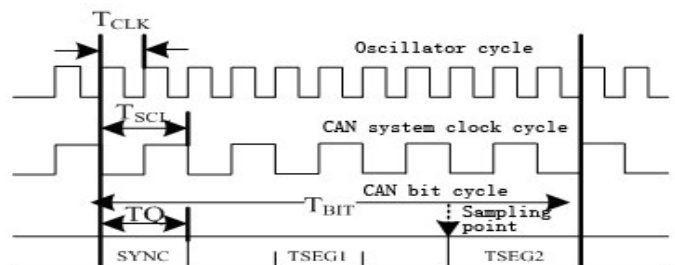 TCLK
Oscillator cycle
TSCL
CAN system clock cycle
CAN bit cycle
TBIT
TQ
Sampling
point
SYNC
TSEG1
TSEG2